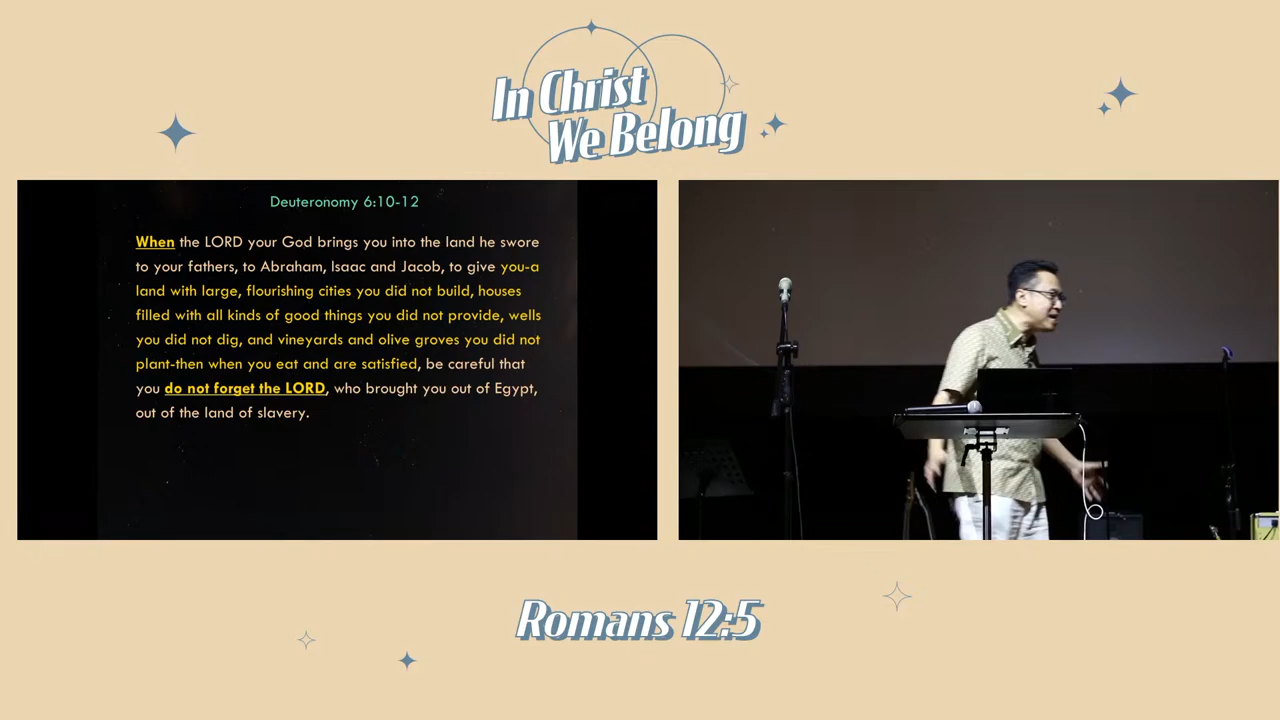 In Christ
We Belong
Deuteronomy 6:10-12
When the LORD your God brings you into the land he swore
to your fathers, to Abraham, Isaac and Jacob, to give you-a
land with large, flourishing cities you did not build, houses
filled with all kinds of good things you did not provide, wells
you did not dig, and vineyards and olive groves you did not
plant-then when you eat and are satisfied, be careful that
you do not forget the LORD, who brought you out of Egypt,
out of the land of slavery.
Romans 12:5